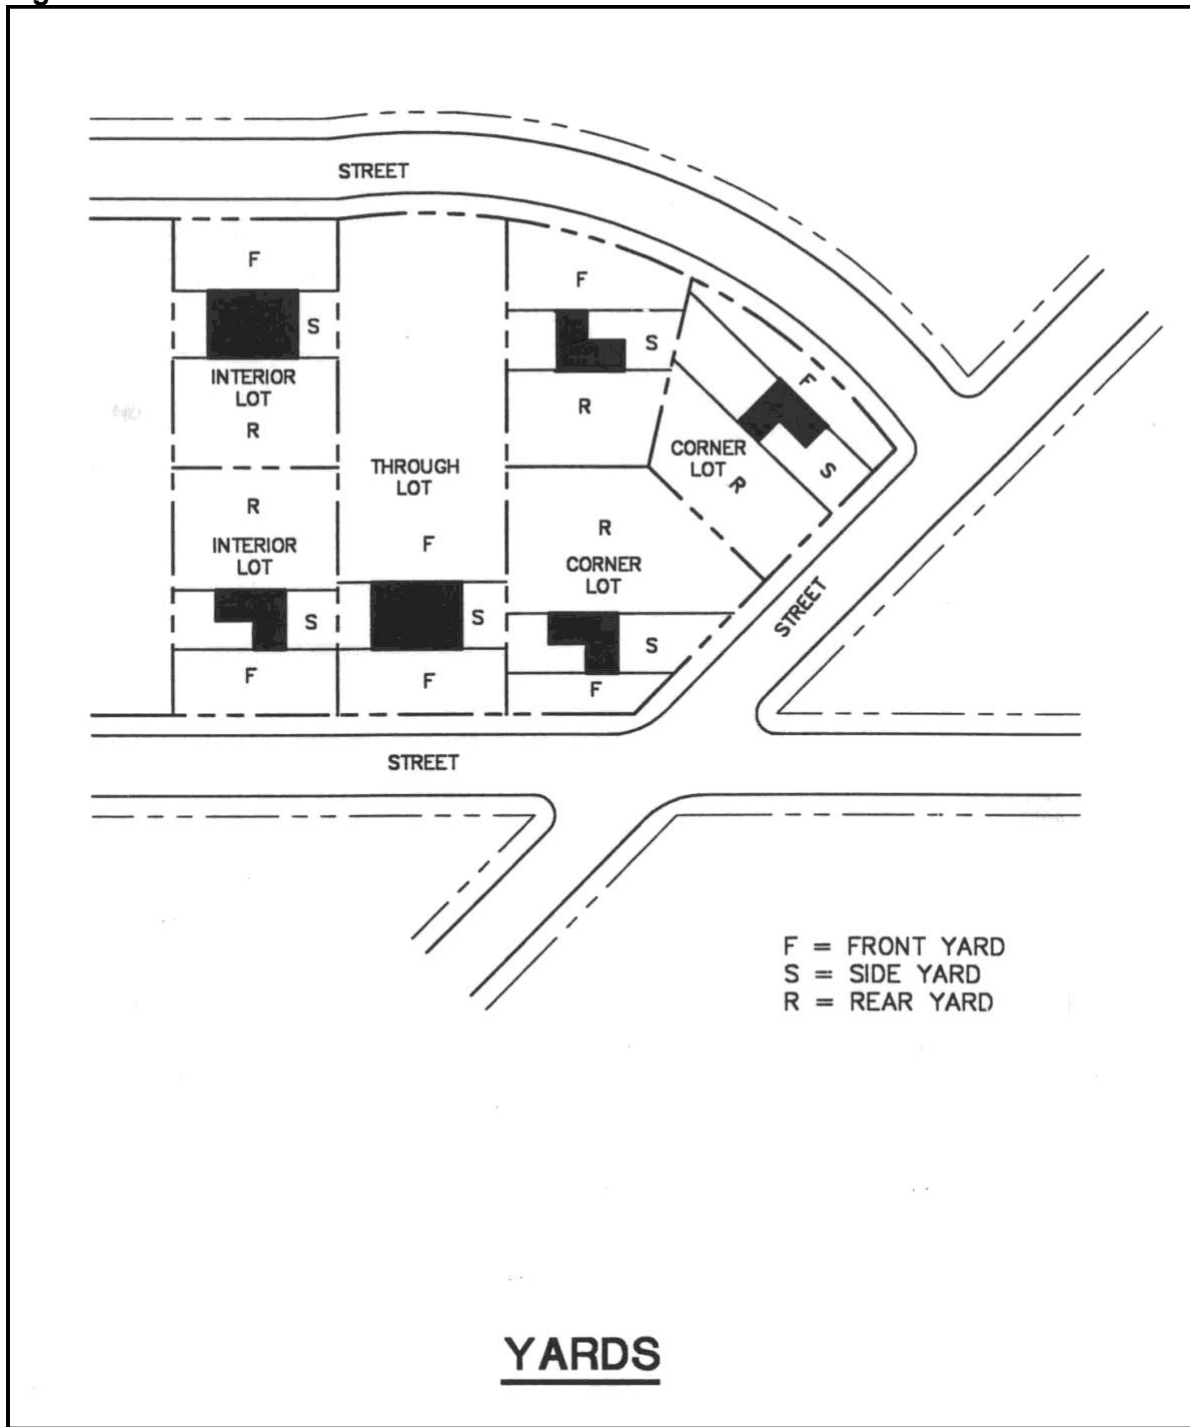 STREET
F
F
S
S
INTERIOR
LOT
R
R
F
S
CORNER
LOT
R
THROUGH
LOT
R
INTERIOR
LOT
F
R
CORNER
LOT
S
S
S
F
F
F
STREET
STREET
F = FRONT YARD
S = SIDE YARD
R = REAR YARD
YARDS